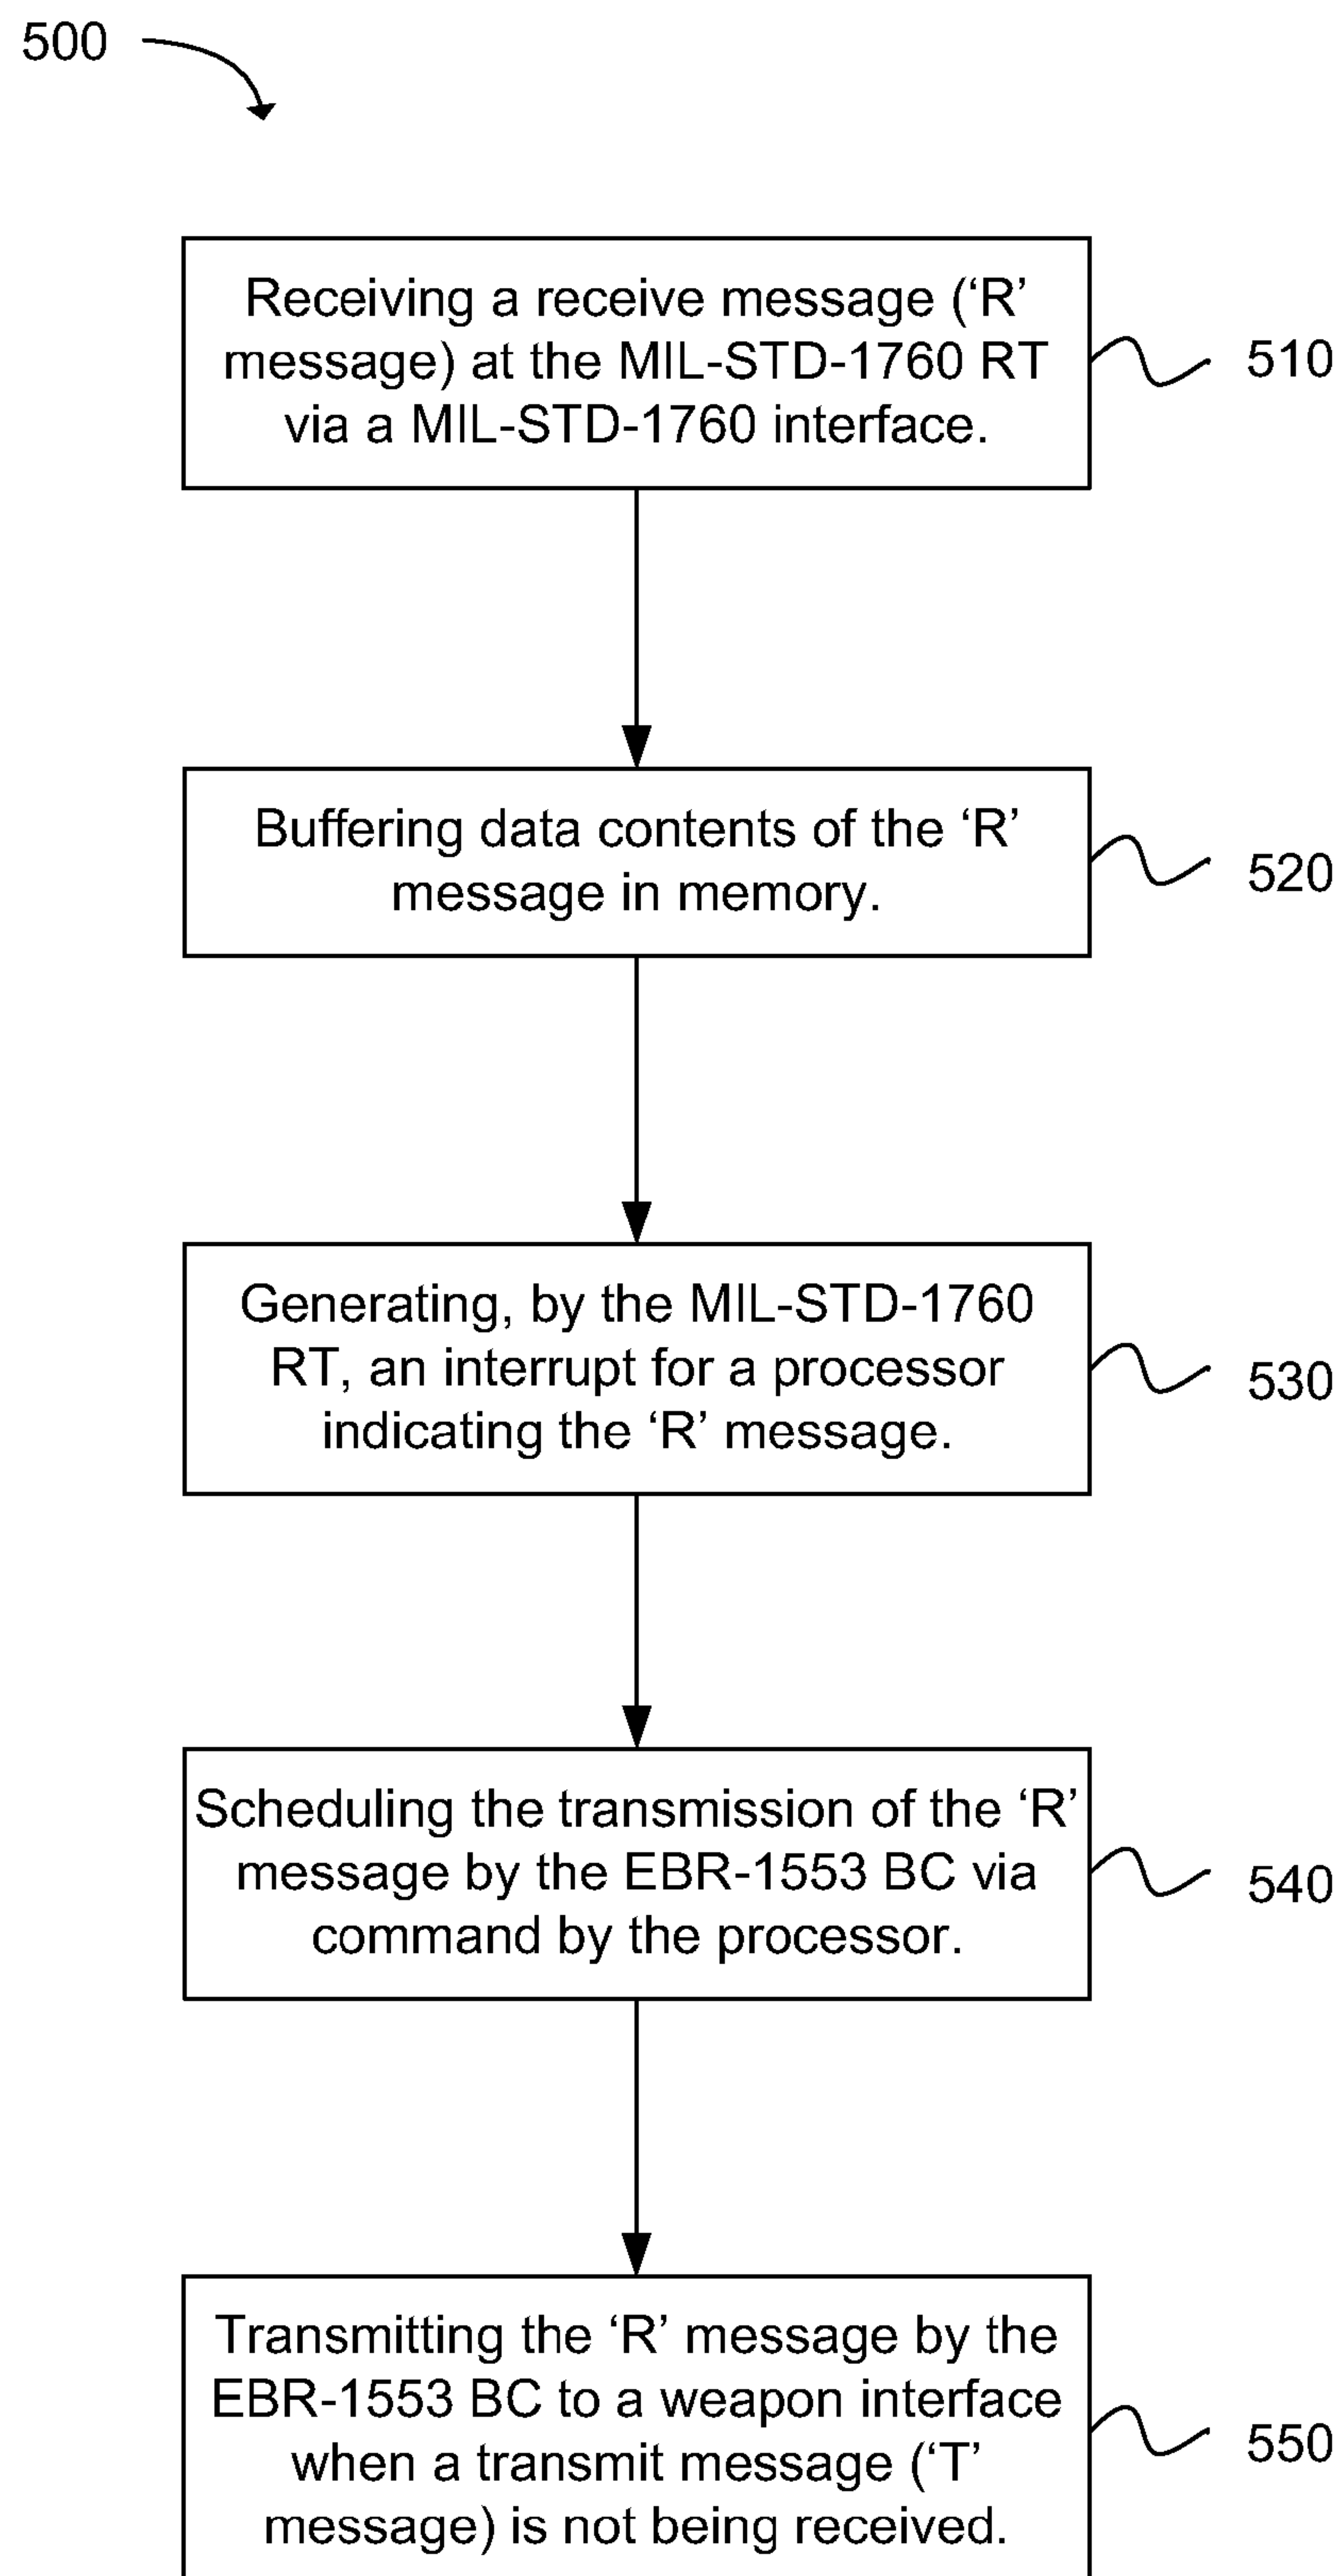 500
Receiving a receive message (‘R’
message) at the MIL-STD-1760 RT
via a MIL-STD-1760 interface.
510
Buffering data contents of the ‘R’
message in memory.
520
Generating, by the MIL-STD-1760
RT, an interrupt for a processor
indicating the ‘R’ message.
530
Scheduling the transmission of the ‘R’
message by the EBR-1553 BC via
command by the processor.
540
Transmitting the ‘R’ message by the
EBR-1553 BC to a weapon interface
when a transmit message (‘T’
message) is not being received.
550